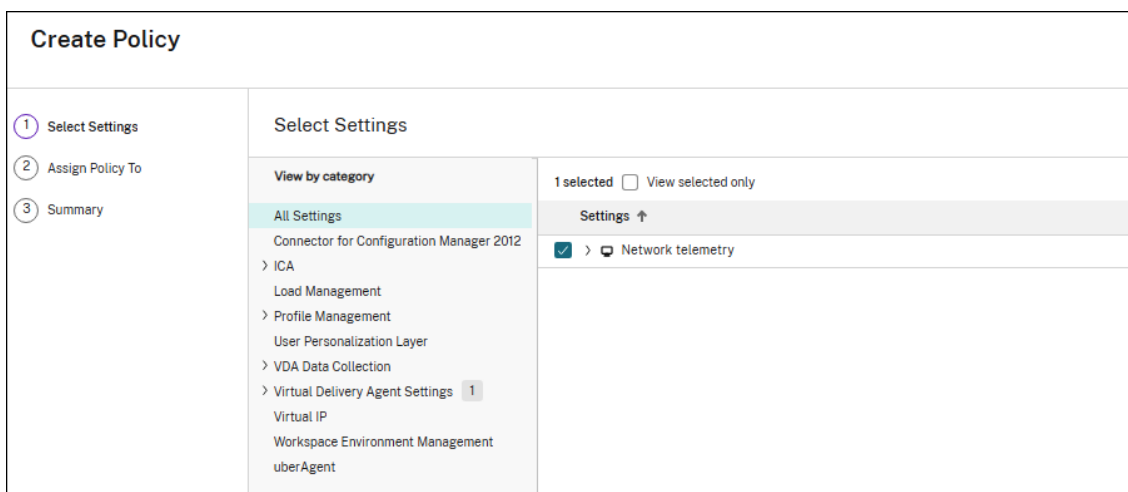 Create Policy
1 Select Settings
2 Assign Policy To
3 Summary
Select Settings
View by category
All Settings
Connector for Configuration Manager 2012
ICA
Load Management
Profile Management
User Personalization Layer
VDA Data Collection
Virtual Delivery Agent Settings 1
Virtual IP
Workspace Environment Management
uberAgent
1 selected View selected only
Settings
Network telemetry